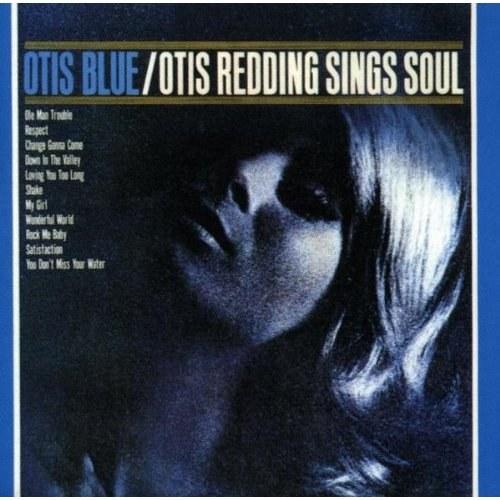 OTIS BLUE/OTIS REDDING SINGS SOUL
Ole Man Trouble
Respect
Change Gonna Come
Down In The Valley
Loving You Too Long
Shake
My Girl
Wonderful World
Rock Me Baby
Satisfaction
You Don't Miss Your Water